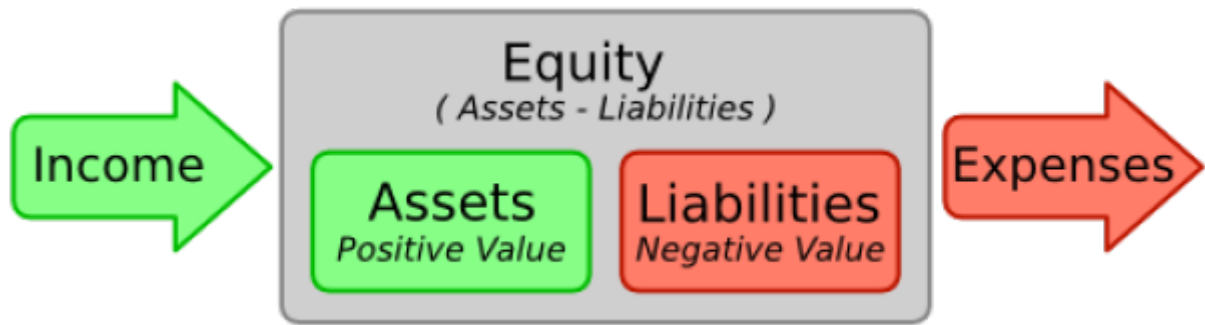 Income
Equity
( Assets - Liabilities )
Assets
Positive Value
Liabilities
Negative Value
Expenses